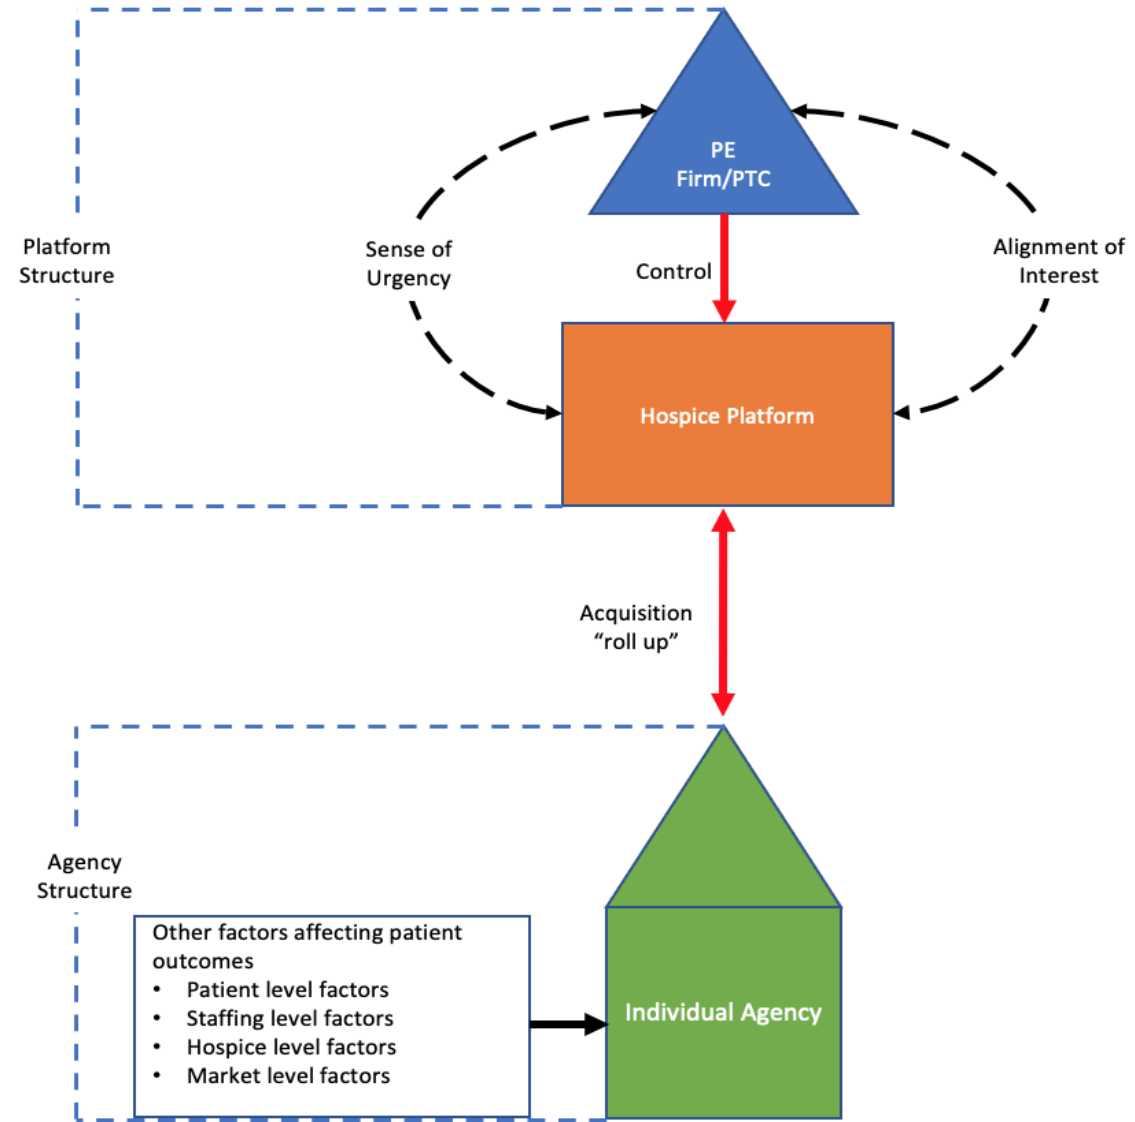 PE
Firm/PTC
Platform
Structure
Sense of
Urgency
Control
Alignment of
Interest
Hospice Platform
Acquisition
“roll up”
Agency
Structure
Other factors affecting patient
outcomes
• Patient level factors
• Staffing level factors
• Hospice level factors
• Market level factors
Individual Agency